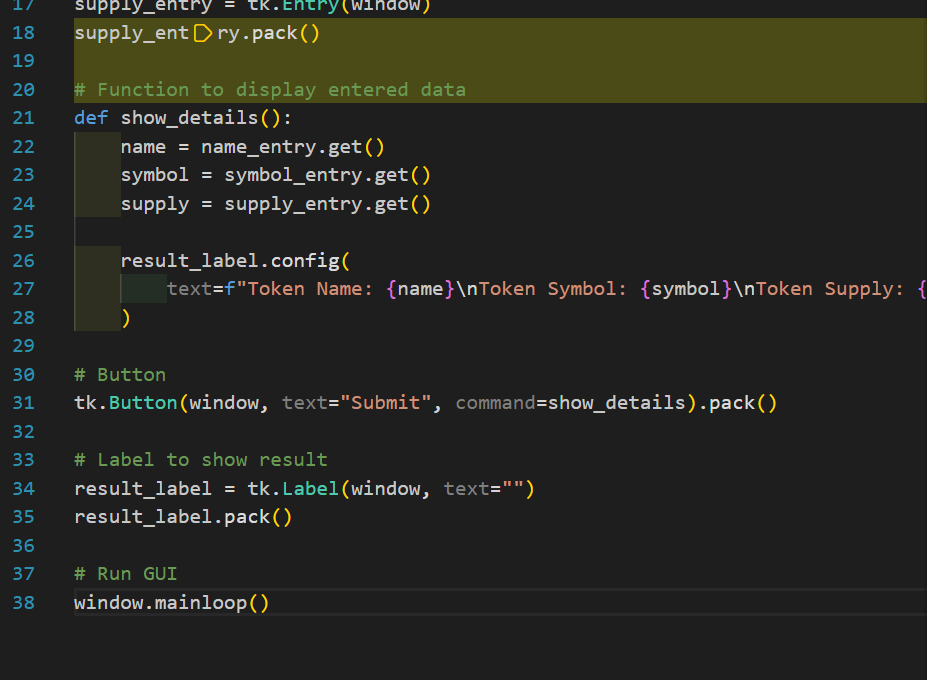 17 supply_entry = tk.Entry(window)
18 supply_entry.pack()
19
20 # Function to display entered data
21 def show_details():
22 name = name_entry.get()
23 symbol = symbol_entry.get()
24 supply = supply_entry.get()
25
26 result_label.config(
27 text=f"Token Name: {name}\nToken Symbol: {symbol}\nToken Supply: {
28 )
29
30 # Button
31 tk.Button(window, text="Submit", command=show_details).pack()
32
33 # Label to show result
34 result_label = tk.Label(window, text="")
35 result_label.pack()
36
37 # Run GUI
38 window.mainloop()